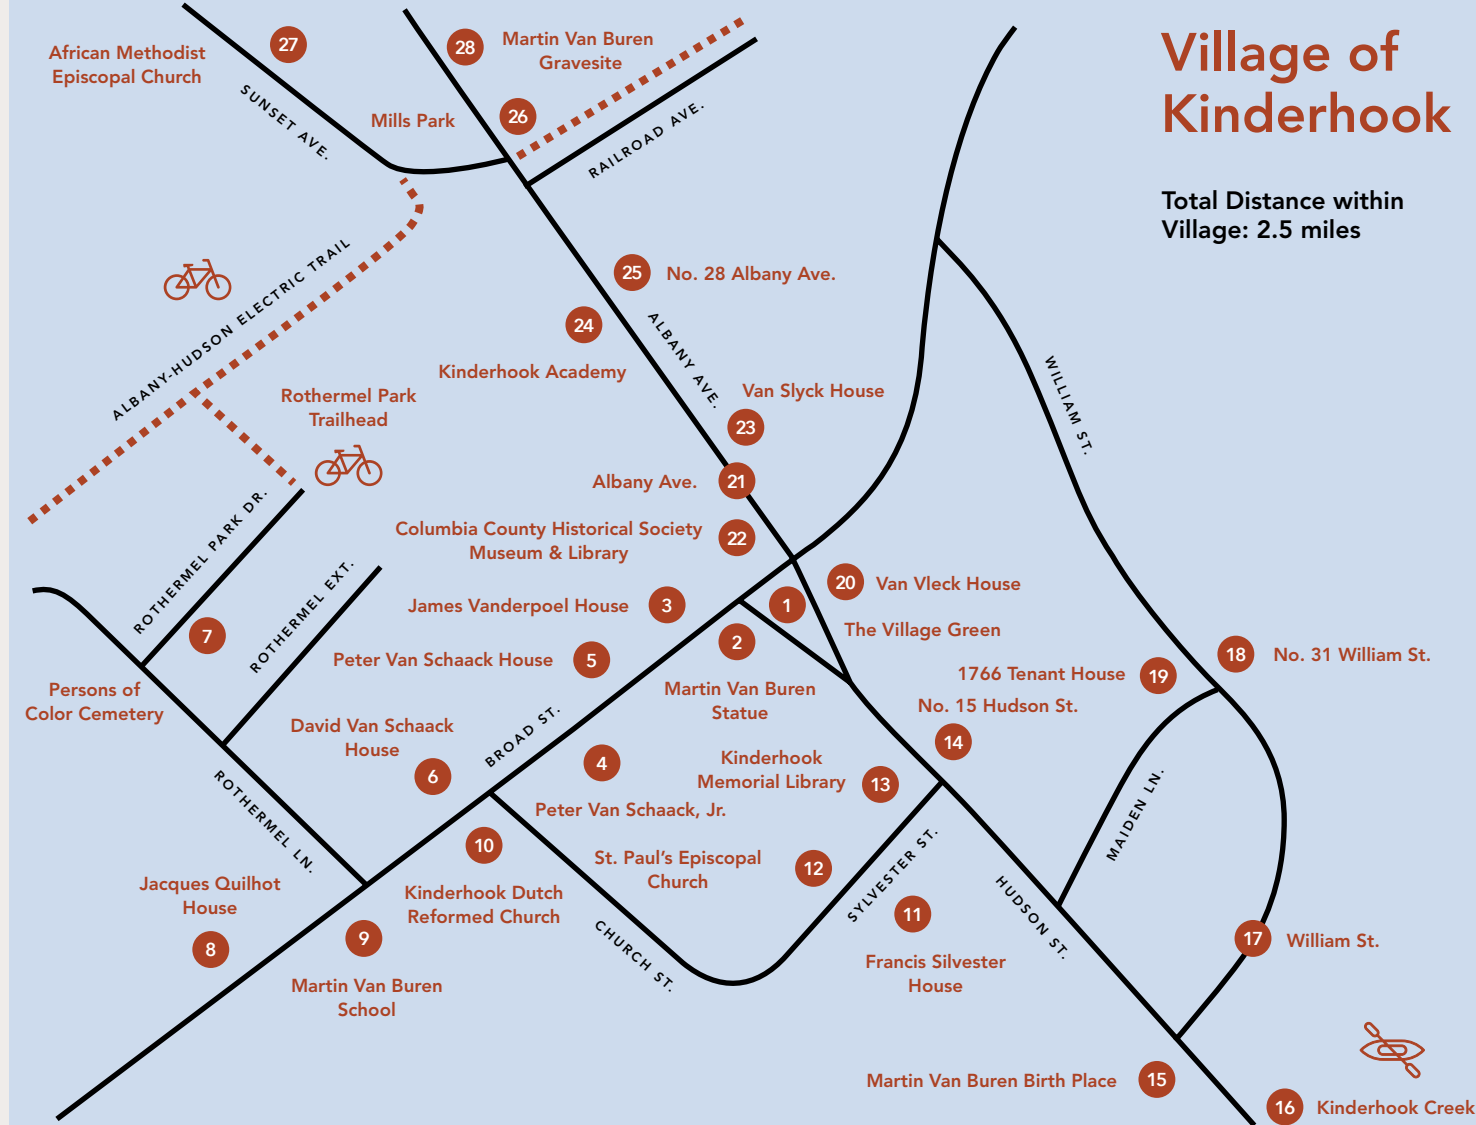 Village of
Kinderhook
Total Distance within
Village: 2.5 miles
27
African Methodist
Episcopal Church
SUNSET AVE.
28
Martin Van Buren
Gravesite
Mills Park
26
RAILROAD AVE.
ALBANY-HUDSON ELECTRIC TRAIL
25
No. 28 Albany Ave.
24
Kinderhook Academy
ALBANY AVE.
Rothermel Park
Trailhead
Van Slyck House
23
WILLIAM ST.
Albany Ave.
21
Columbia County Historical Society
Museum & Library
22
ROTHERMEL PARK DR.
ROTHERMEL EXT.
7
Persons of
Color Cemetery
James Vanderpoel House
3
1
20
Van Vleck House
The Village Green
2
Martin Van Buren
Statue
Peter Van Schaack House
5
18
No. 31 William St.
1766 Tenant House
19
No. 15 Hudson St.
14
David Van Schaack
House
6
BROAD ST.
4
Peter Van Schaack, Jr.
Kinderhook
Memorial Library
13
MAIDEN LN.
ROTHERMEL LN.
10
Kinderhook Dutch
Reformed Church
St. Paul's Episcopal
Church
12
SYLVESTER ST.
HUDSON ST.
Jacques Quilhot
House
8
9
Martin Van Buren
School
CHURCH ST.
11
Francis Silvester
House
17
William St.
Martin Van Buren Birth Place
15
16
Kinderhook Creek